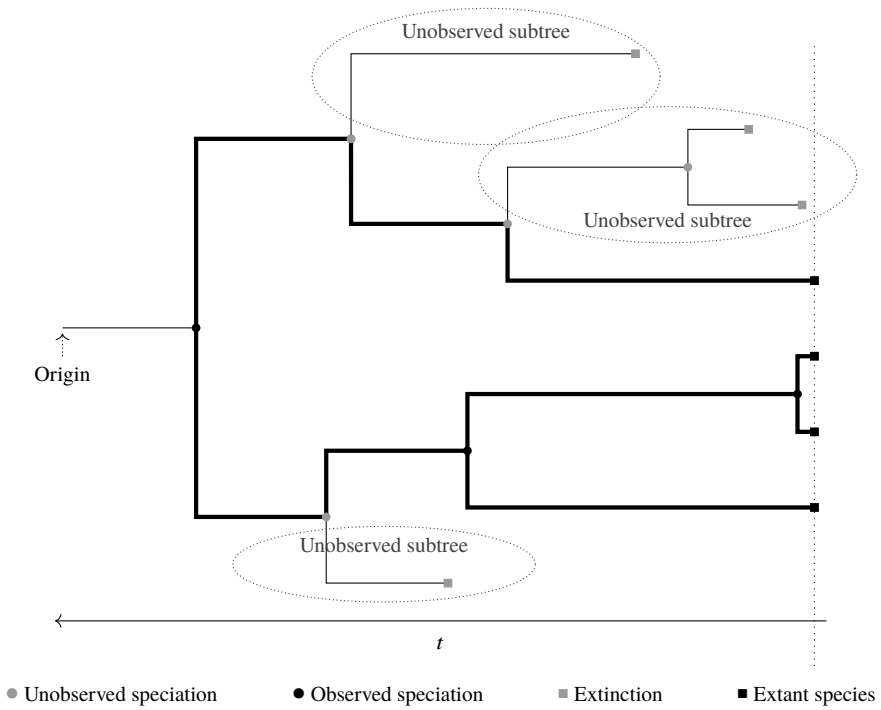 Unobserved subtree
Unobserved subtree
Origin
Unobserved subtree
t
Unobserved speciation
Observed speciation
Extinction
Extant species